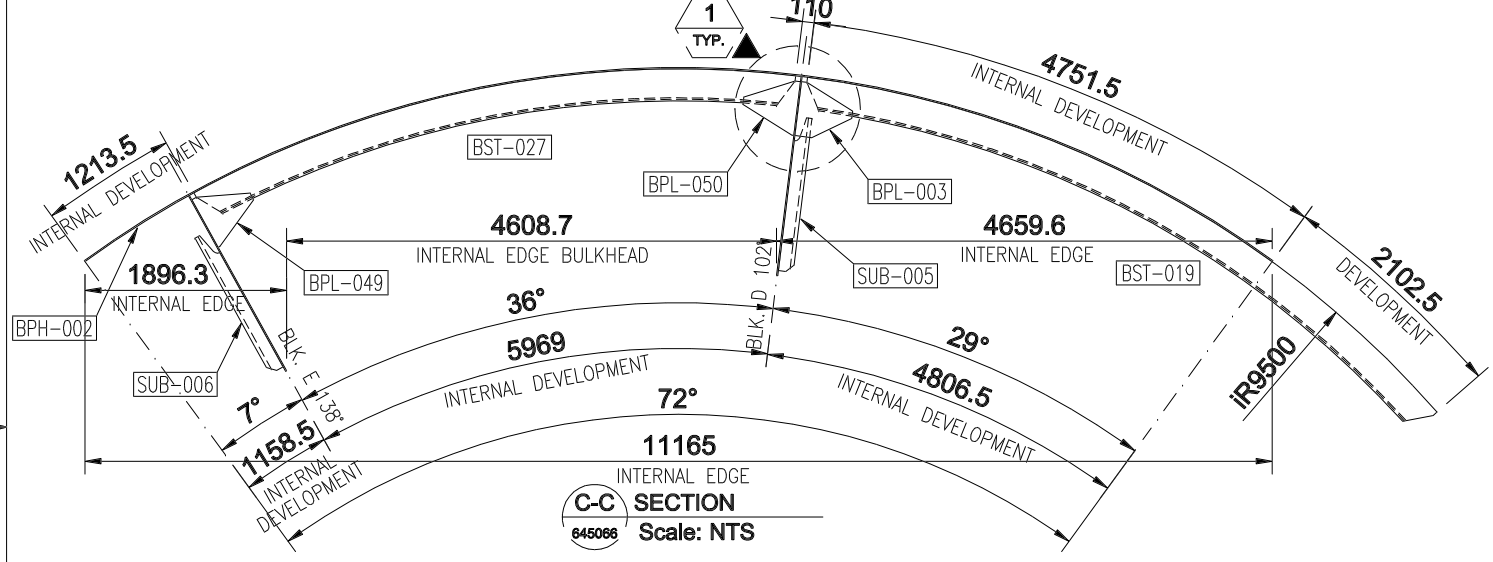 1
TYP.
110
4751.5
INTERNAL DEVELOPMENT
1213.5
INTERNAL DEVELOPMENT
BST-027
BPL-050
BPL-003
4608.7
INTERNAL EDGE BULKHEAD
4659.6
INTERNAL EDGE
SUB-005
BST-019
2102.5
DEVELOPMENT
1896.3
INTERNAL EDGE
BPL-049
BPH-002
SUB-006
BLK. E 138°
BLK. D 102°
36°
29°
5969
INTERNAL DEVELOPMENT
4806.5
INTERNAL DEVELOPMENT
iR9500
7°
1158.5
INTERNAL
DEVELOPMENT
72°
11165
INTERNAL EDGE
C-C SECTION
645066 Scale: NTS